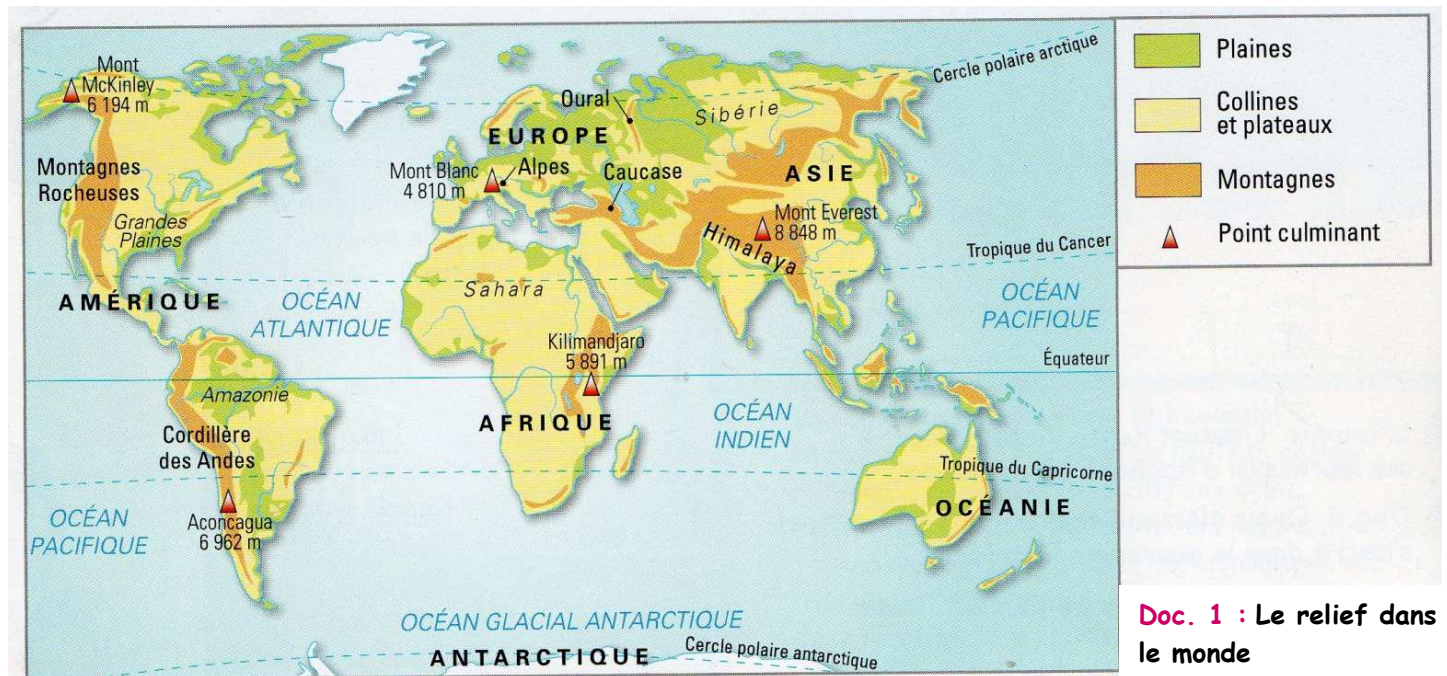 Cercle polaire arctique
Mont
McKinley
6 194 m
Oural
Sibérie
EUROPE
Montagnes
Rocheuses
Mont Blanc
4 810 m
Alpes
Caucase
ASIE
Grandes
Plaines
Mont Everest
8 848 m
Himalaya
Tropique du Cancer
AMÉRIQUE
OCÉAN
ATLANTIQUE
Sahara
OCÉAN
PACIFIQUE
Kilimandjaro
5 891 m
Équateur
Amazonie
AFRIQUE
OCÉAN
INDIEN
Cordillère
des Andes
Tropique du Capricorne
OCÉAN
PACIFIQUE
Aconcagua
6 962 m
OCÉANIE
OCÉAN GLACIAL ANTARCTIQUE
ANTARCTIQUE
Cercle polaire antarctique
Plaines
Collines
et plateaux
Montagnes
Point culminant
Doc. 1 : Le relief dans
le monde